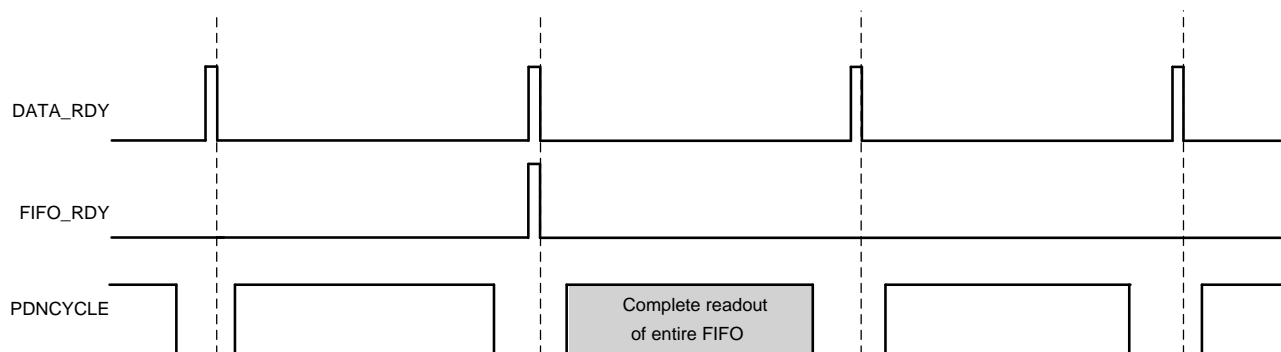 DATA_RDY
FIFO_RDY
PDNCYCLE
Complete readout
of entire FIFO